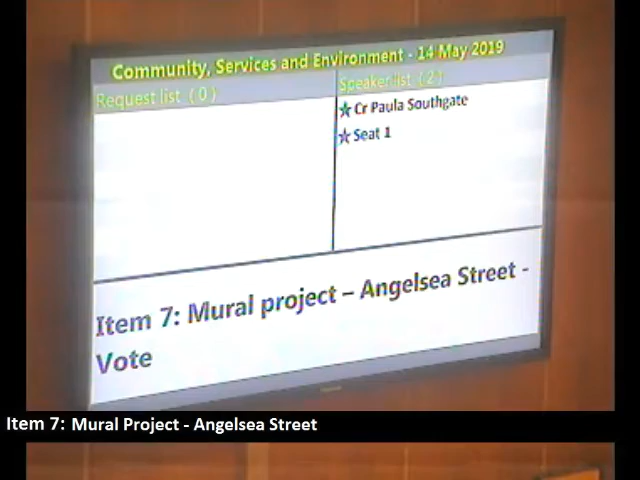 Community, Services and Environment - 14 May 2019
Request list ( 0 )
Speaker list ( 2 )
Cr Paula Southgate
Seat 1
Item 7: Mural project – Angelsea Street -
Vote
Item 7: Mural Project - Angelsea Street